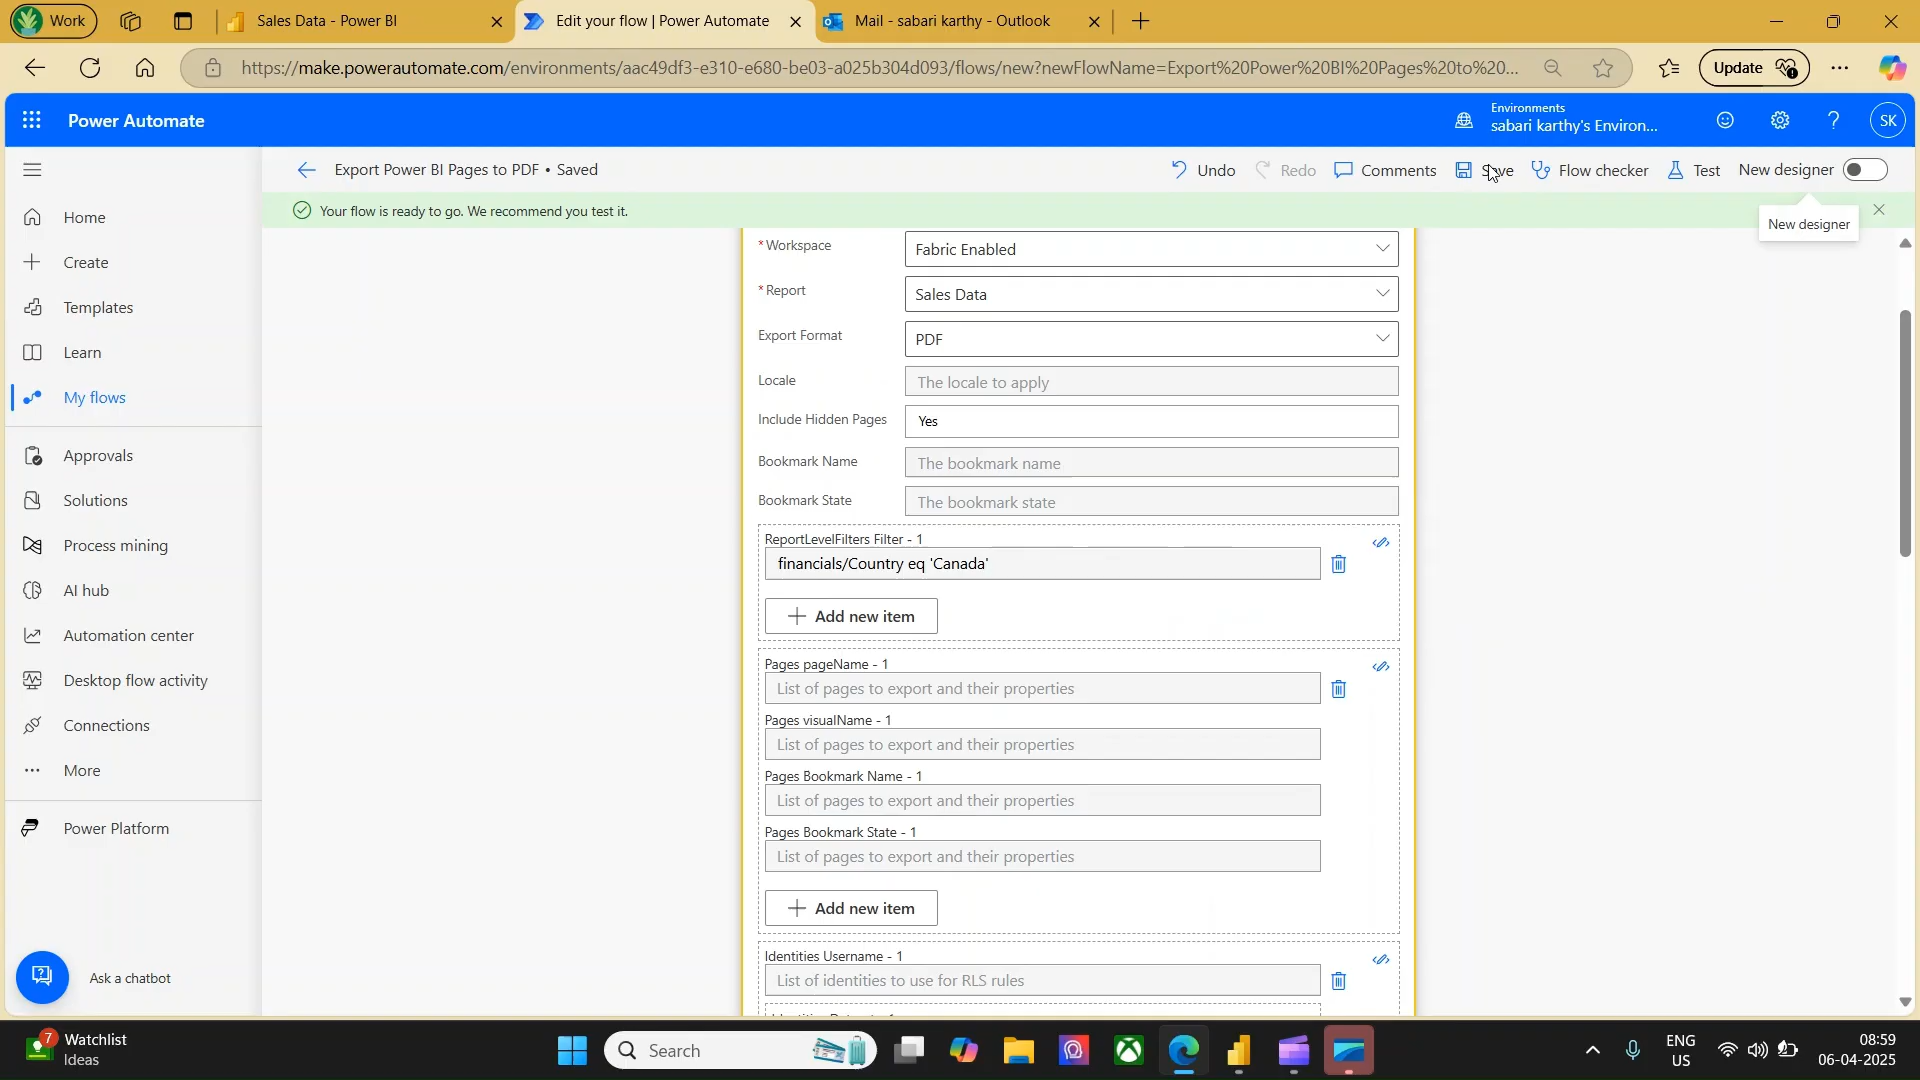 Work
Sales Data - Power BI
Edit your flow | Power Automate
Mail - sabari karthy - Outlook
https://make.powerautomate.com/environments/aac49df3-e310-e680-be03-a025b304d093/flows/new?newFlowName=Export%20Power%20BI%20Pages%20to%20...
Update
Power Automate
Environments
sabari karthy's Environ...
SK
Export Power BI Pages to PDF • Saved
Undo
Redo
Comments
Save
Flow checker
Test
New designer
Your flow is ready to go. We recommend you test it.
New designer
Home
Create
Templates
Learn
My flows
Approvals
Solutions
Process mining
AI hub
Automation center
Desktop flow activity
Connections
More
Power Platform
Ask a chatbot
*Workspace
Fabric Enabled
*Report
Sales Data
Export Format
PDF
Locale
The locale to apply
Include Hidden Pages
Yes
Bookmark Name
The bookmark name
Bookmark State
The bookmark state
ReportLevelFilters Filter - 1
financials/Country eq 'Canada'
Add new item
Pages pageName - 1
List of pages to export and their properties
Pages visualName - 1
List of pages to export and their properties
Pages Bookmark Name - 1
List of pages to export and their properties
Pages Bookmark State - 1
List of pages to export and their properties
Add new item
Identities Username - 1
List of identities to use for RLS rules
7
Watchlist
Ideas
Search
ENG
US
08:59
06-04-2025